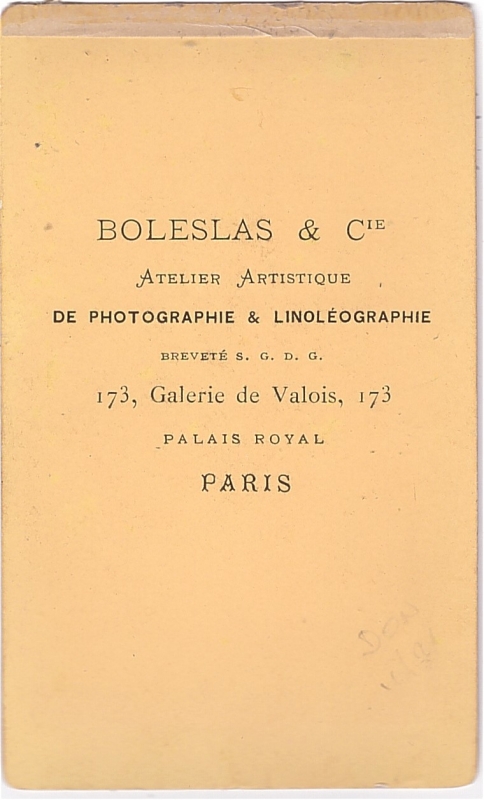 BOLESLAS & CIE
ATELIER ARTISTIQUE
DE PHOTOGRAPHIE & LINOLÉOGRAPHIE
BREVETÉ S. G. D. G.
173, Galerie de Valois, 173
PALAIS ROYAL
PARIS